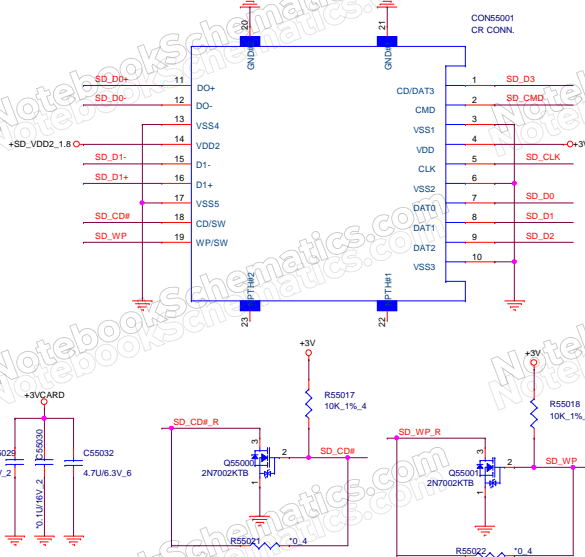 CON55001
CR CONN.
20
21
GND#
GND#
SD_D0+ 11 DO+
SD_D0- 12 DO-
13 VSS4
+SD_VDD2_1.8 14 VDD2
SD_D1- 15 D1-
SD_D1+ 16 D1+
17 VSS5
SD_CD# 18 CD/SW
SD_WP 19 WP/SW
CD/DAT3 1 SD_D3
CMD 2 SD_CMD
VSS1 3
VDD 4 +3V
CLK 5 SD_CLK
VSS2 6
DAT0 7 SD_D0
DAT1 8 SD_D1
DAT2 9 SD_D2
VSS3 10
PTH#2
PTH#1
23
22
+3V
R55017
10K_1%_4
+3V
R55018
10K_1%_
+3VCARD
C55030
*0.1U/16V_2
C55032
4.7U/6.3V_6
SD_CD#_R
3
2
1
SD_CD#
Q55000
2N7002KTB
R55021 *0_4
SD_WP_R
3
2
1
SD_WP
Q55001
2N7002KTB
R55022 *0_4
NotebookSchematics.com